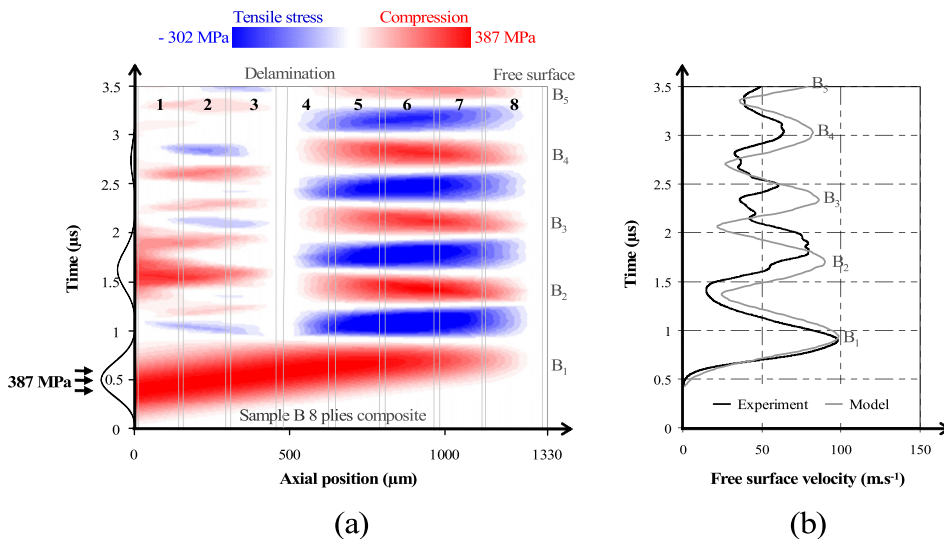 Tensile stress Compression
- 302 MPa 387 MPa
Delamination Free surface
3.5
3
2.5
2
1.5
1
0.5
0
Time (µs)
1 2 3 4 5 6 7 8
B5
B4
B3
B2
B1
387 MPa
Sample B 8 plies composite
0 500 1000 1330
Axial position (µm)
(a)
3.5
3
2.5
2
1.5
1
0.5
0
Time (µs)
B5
B4
B3
B2
B1
Experiment Model
0 50 100 150
Free surface velocity (m.s-1)
(b)